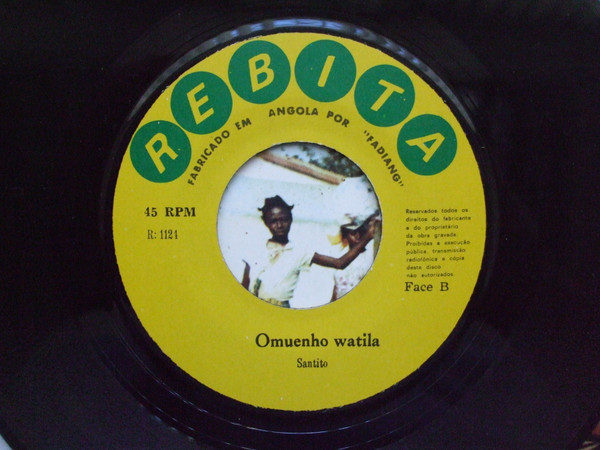 REBITA
FABRICADO EM ANGOLA POR "FADIANG"
45 RPM
R: 1124
Reservados todos os
direitos do fabricante
e do proprietário
da obra gravada.
Proibidas a execução
pública, transmissão
radiofónica e cópia
deste disco
não autorizados.
Face B
Omuenho watila
Santito